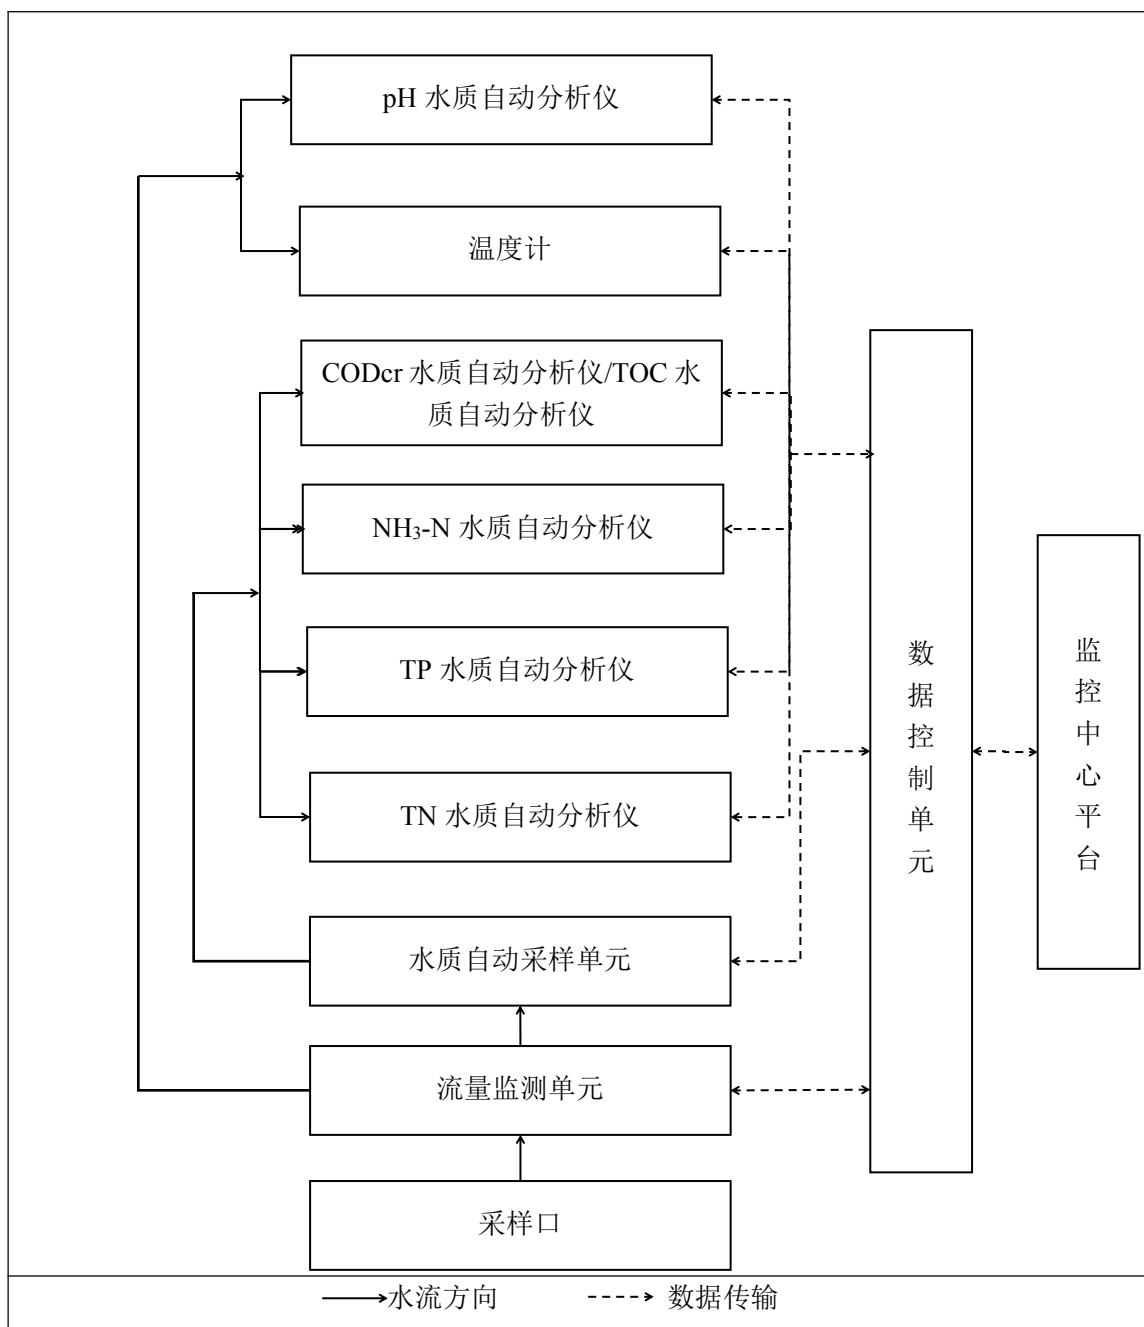 pH 水质自动分析仪
温度计
CODcr 水质自动分析仪/TOC 水
质自动分析仪
NH₃-N 水质自动分析仪
TP 水质自动分析仪
TN 水质自动分析仪
水质自动采样单元
流量监测单元
采样口
数据控制单元
监控中心平台
水流方向
数据传输